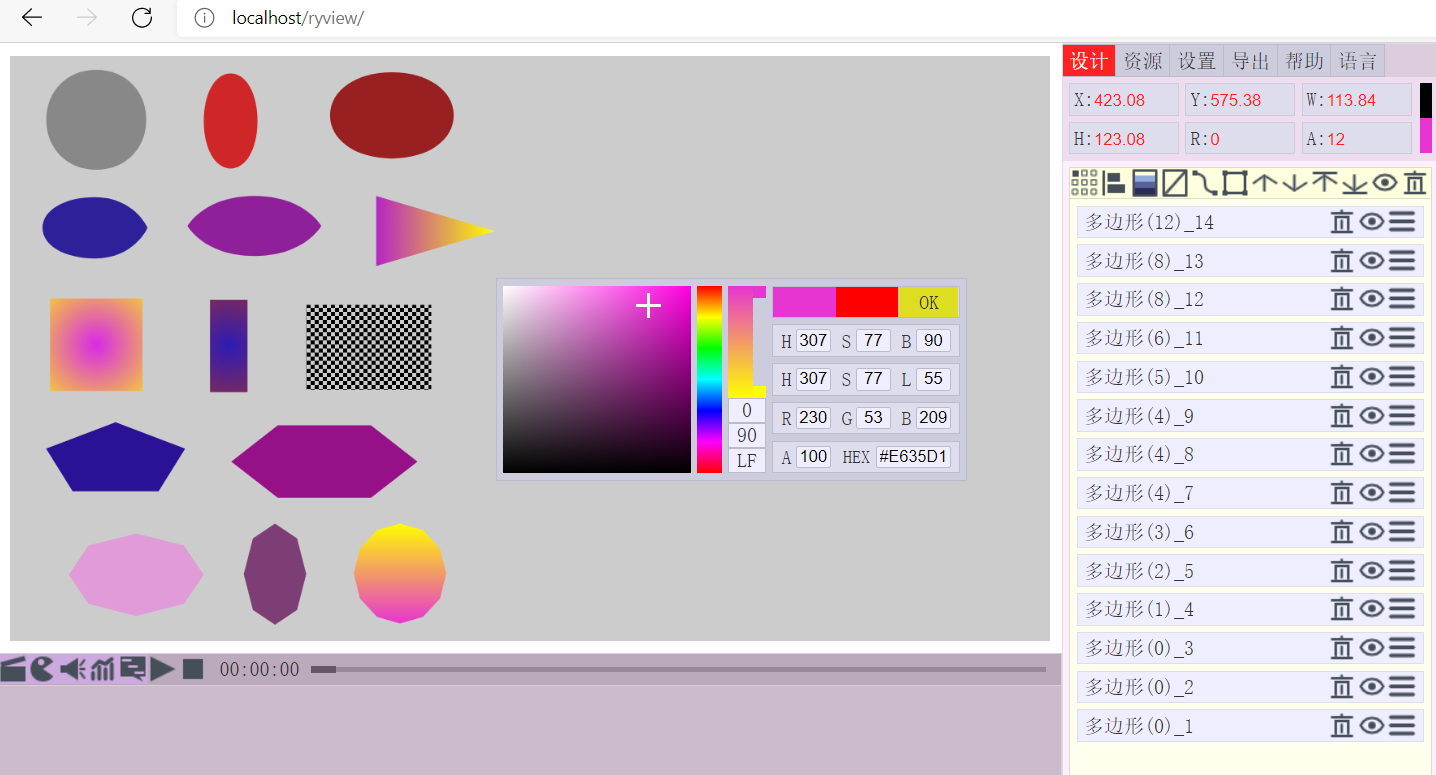 localhost/ryview/
设计 资源 设置 导出 帮助 语言
X:423.08 Y:575.38 W:113.84
H:123.08 R:0 A:12
多边形(12)_14
多边形(8)_13
多边形(8)_12
多边形(6)_11
多边形(5)_10
多边形(4)_9
多边形(4)_8
多边形(4)_7
多边形(3)_6
多边形(2)_5
多边形(1)_4
多边形(0)_3
多边形(0)_2
多边形(0)_1
OK
H 307 S 77 B 90
H 307 S 77 L 55
R 230 G 53 B 209
A 100 HEX #E635D1
0
90
LF
00:00:00